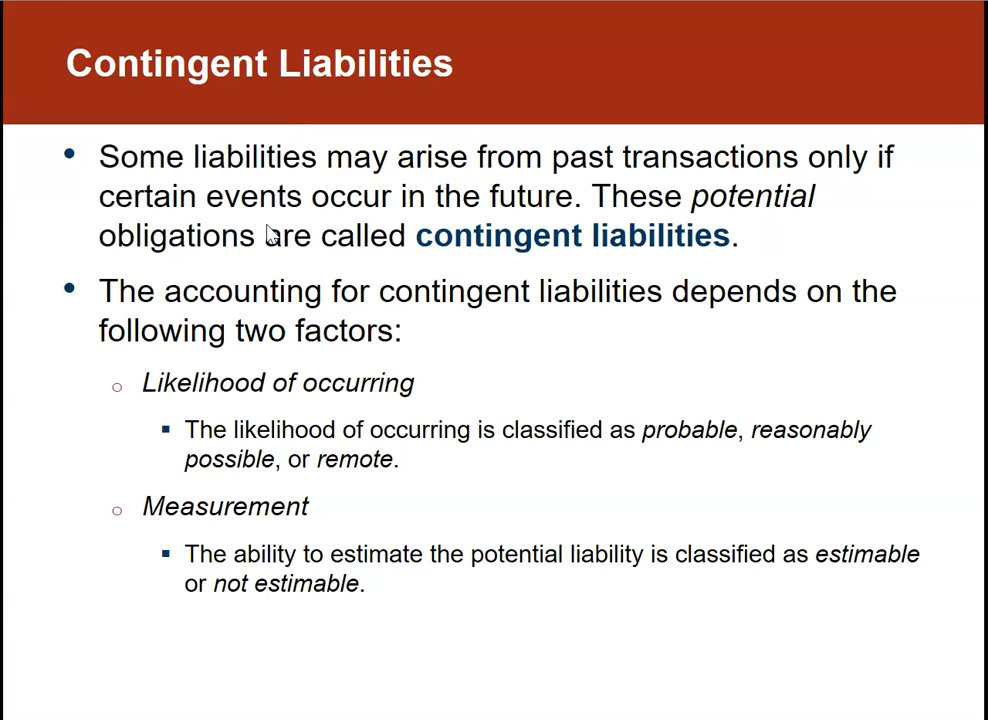 Contingent Liabilities
• Some liabilities may arise from past transactions only if
certain events occur in the future. These potential
obligations are called contingent liabilities.
• The accounting for contingent liabilities depends on the
following two factors:
o Likelihood of occurring
▪ The likelihood of occurring is classified as probable, reasonably
possible, or remote.
o Measurement
▪ The ability to estimate the potential liability is classified as estimable
or not estimable.